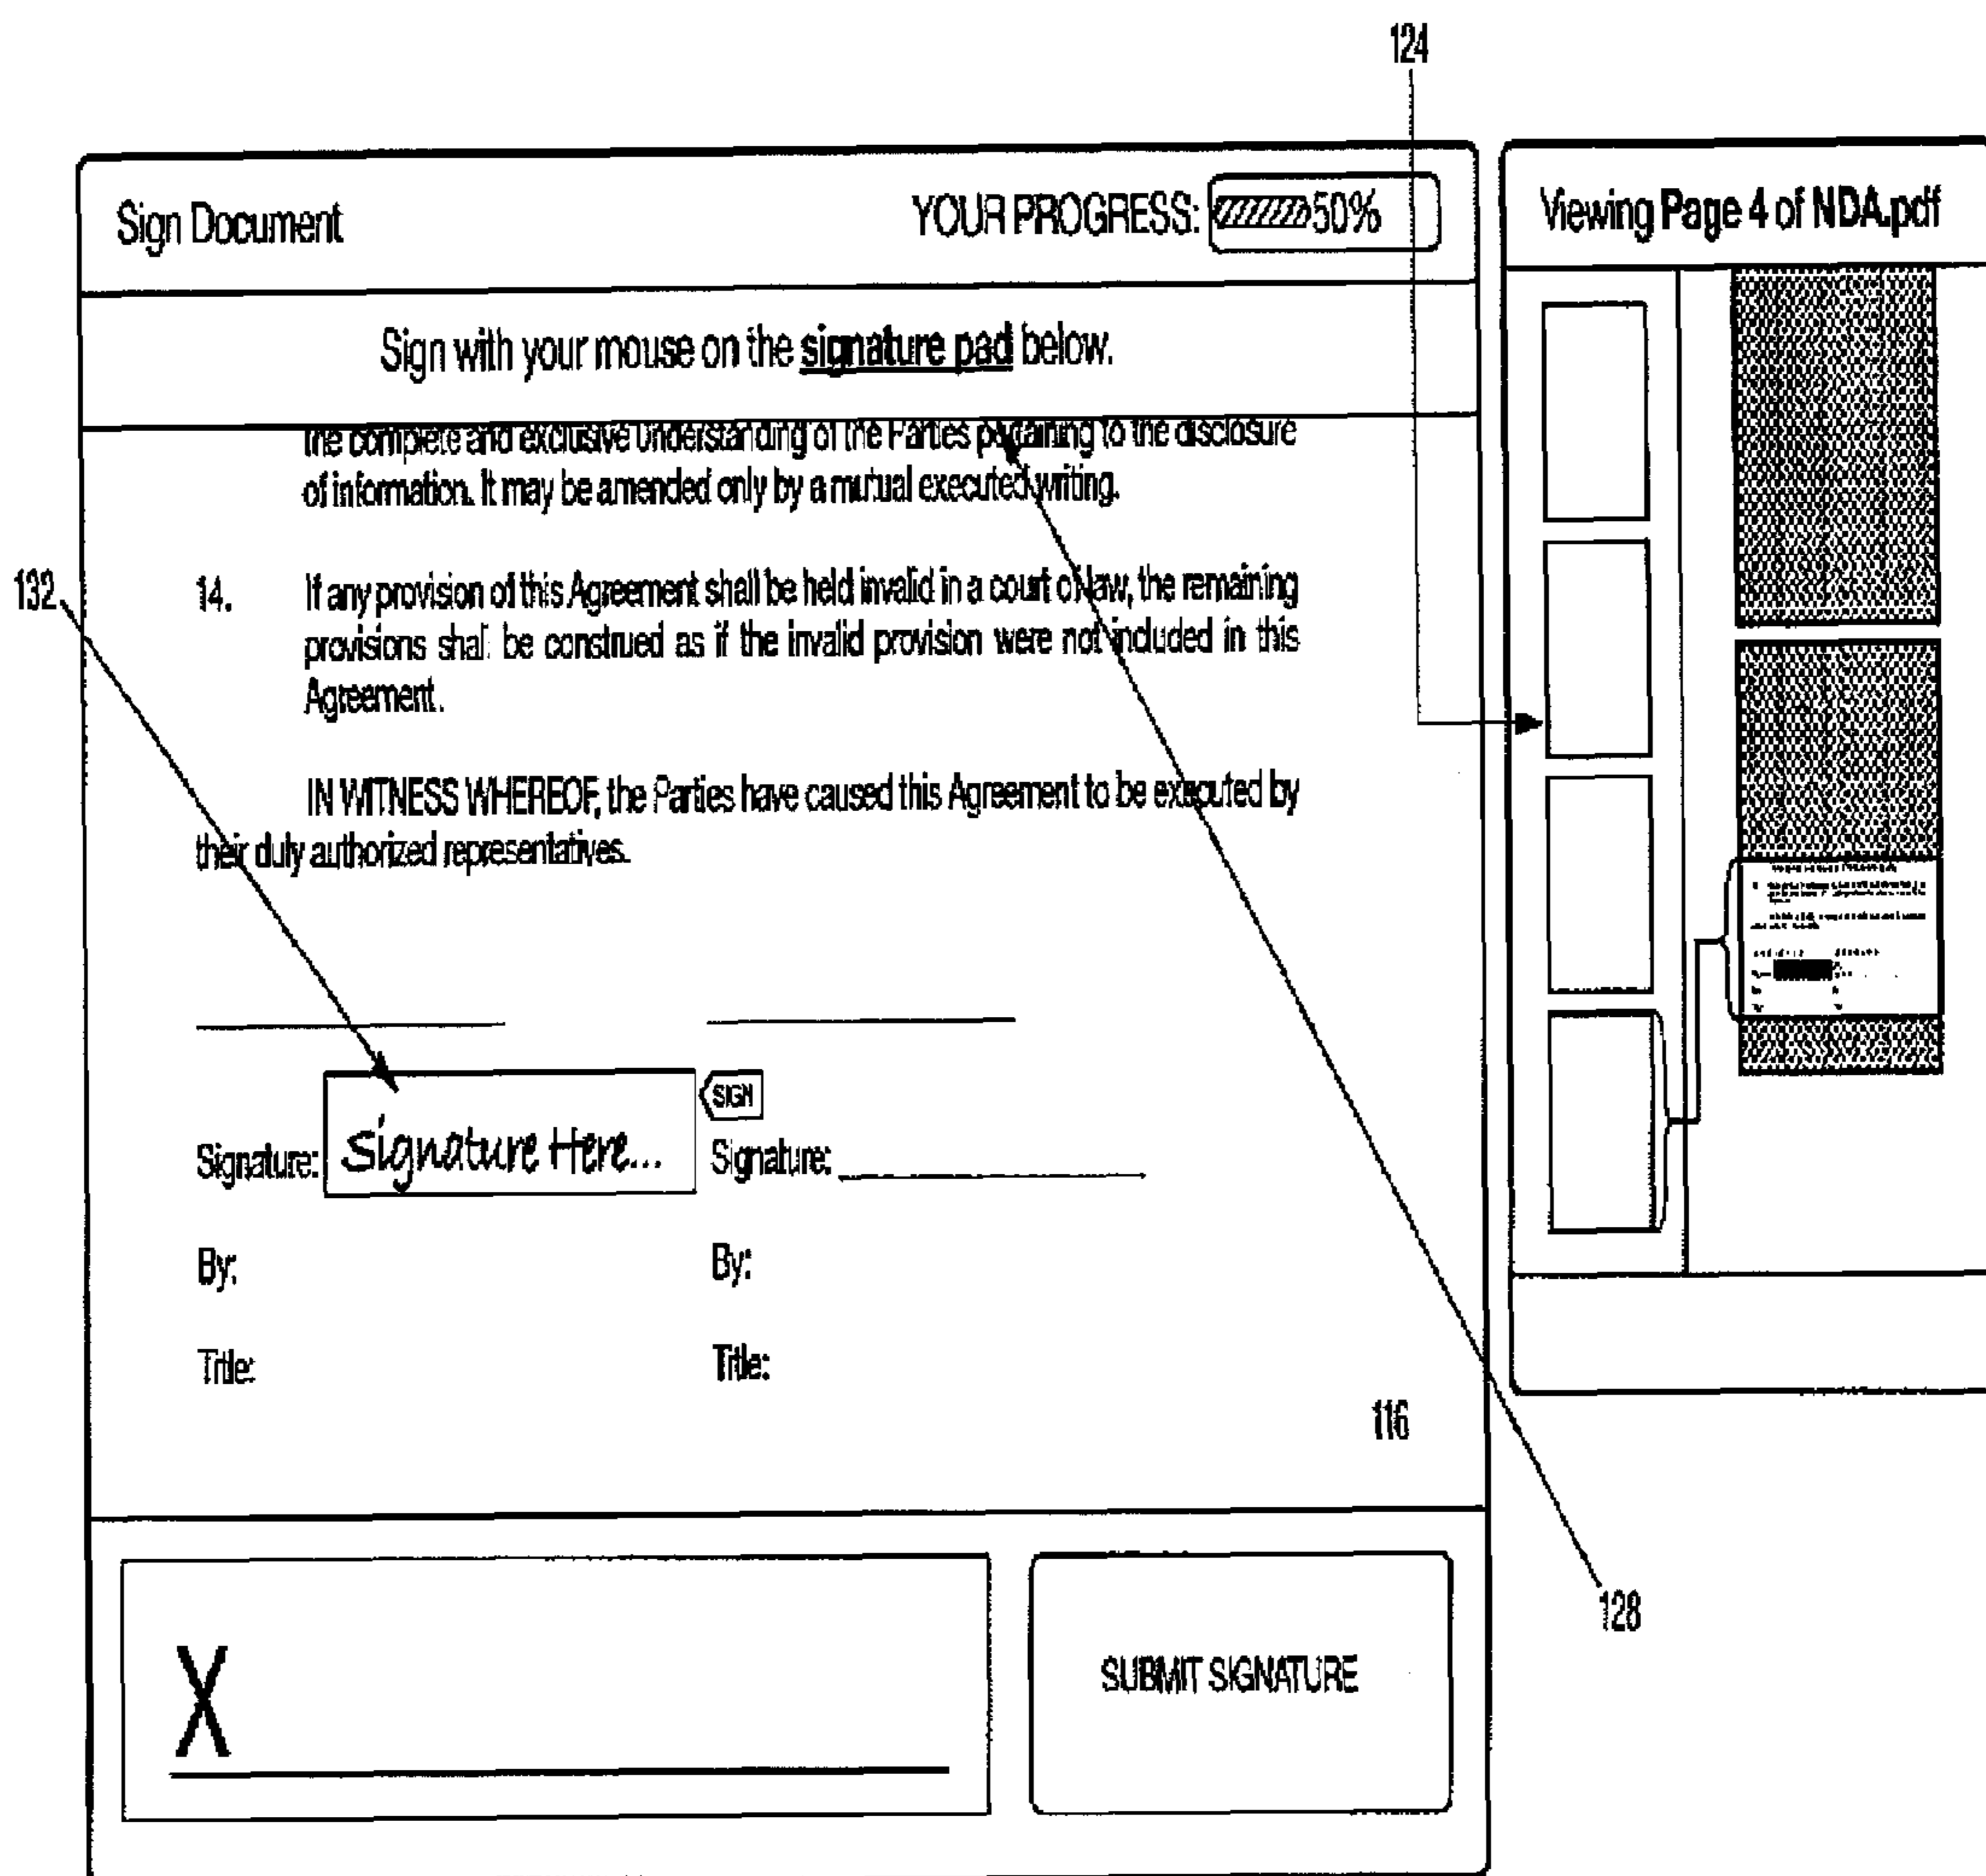 124
Sign Document
YOUR PROGRESS: 50%
Viewing Page 4 of NDA.pdf
Sign with your mouse on the signature pad below.
the complete and exclusive understanding of the Parties pertaining to the disclosure
of information. It may be amended only by a mutual executed writing.
132
14. If any provision of this Agreement shall be held invalid in a court of law, the remaining
provisions shall be construed as if the invalid provision were not included in this
Agreement.
IN WITNESS WHEREOF, the Parties have caused this Agreement to be executed by
their duly authorized representatives.
SIGN
Signature: Signature Here... Signature:
By: By:
Title: Title:
116
128
X
SUBMIT SIGNATURE